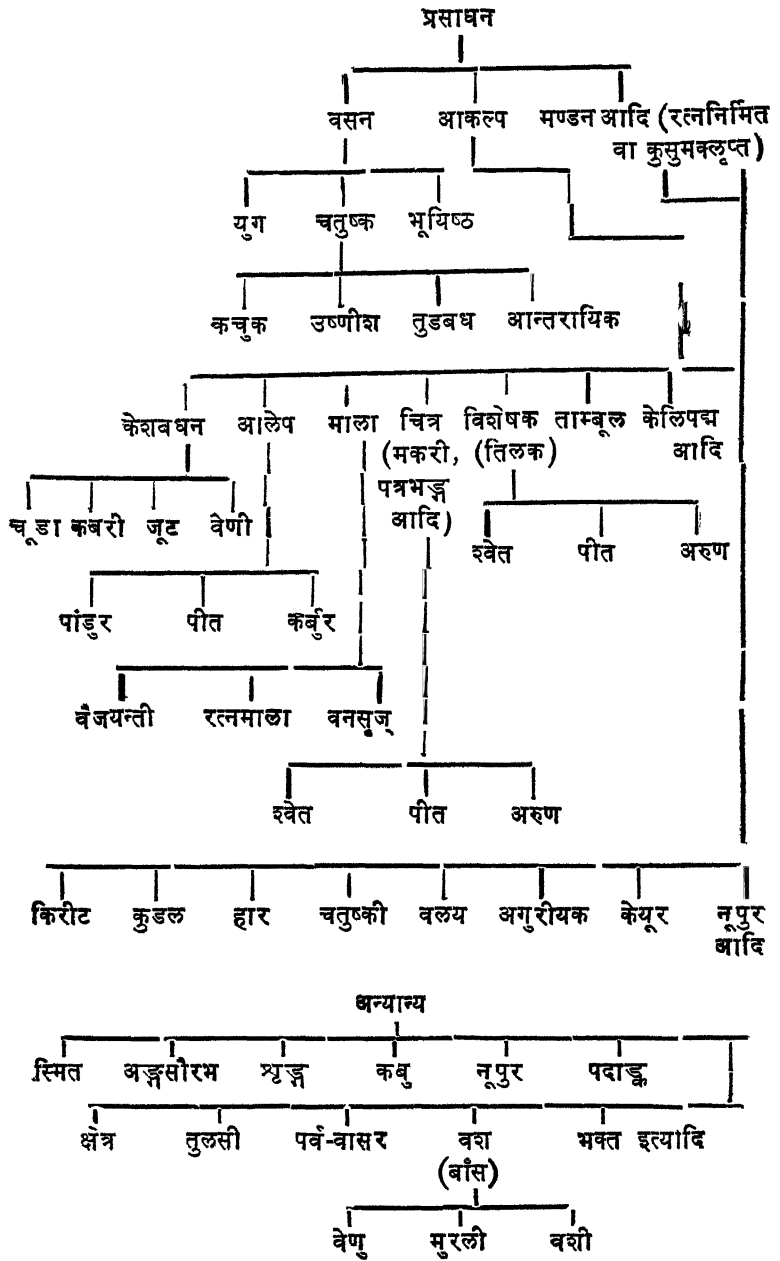 प्रसाधन
वसन आकल्प मण्डन आदि (रत्ननिर्मित
वा कुसुमक्लृप्त)
युग चतुष्क भूयिष्ठ
कचुक उष्णीश तुडबध आन्तरायिक
केशबधन आलेप माला चित्र विशेषक ताम्बूल केलिपद्म
(मकरी, (तिलक) आदि
पत्रभङ्ग
आदि)
चूडा कबरी जूट वेणी
श्वेत पीत अरुण
पांडुर पीत कर्बुर
वैजयन्ती रत्नमाला वनसृज्
श्वेत पीत अरुण
किरीट कुडल हार चतुष्की वलय अगुरीयक केयूर नूपुर
आदि
अन्यान्य
स्मित अङ्गसौरभ शृङ्ग कबु नूपुर पदाङ्क
क्षेत्र तुलसी पर्व-वासर वश भक्त इत्यादि
(बाँस)
वेणु मुरली वशी